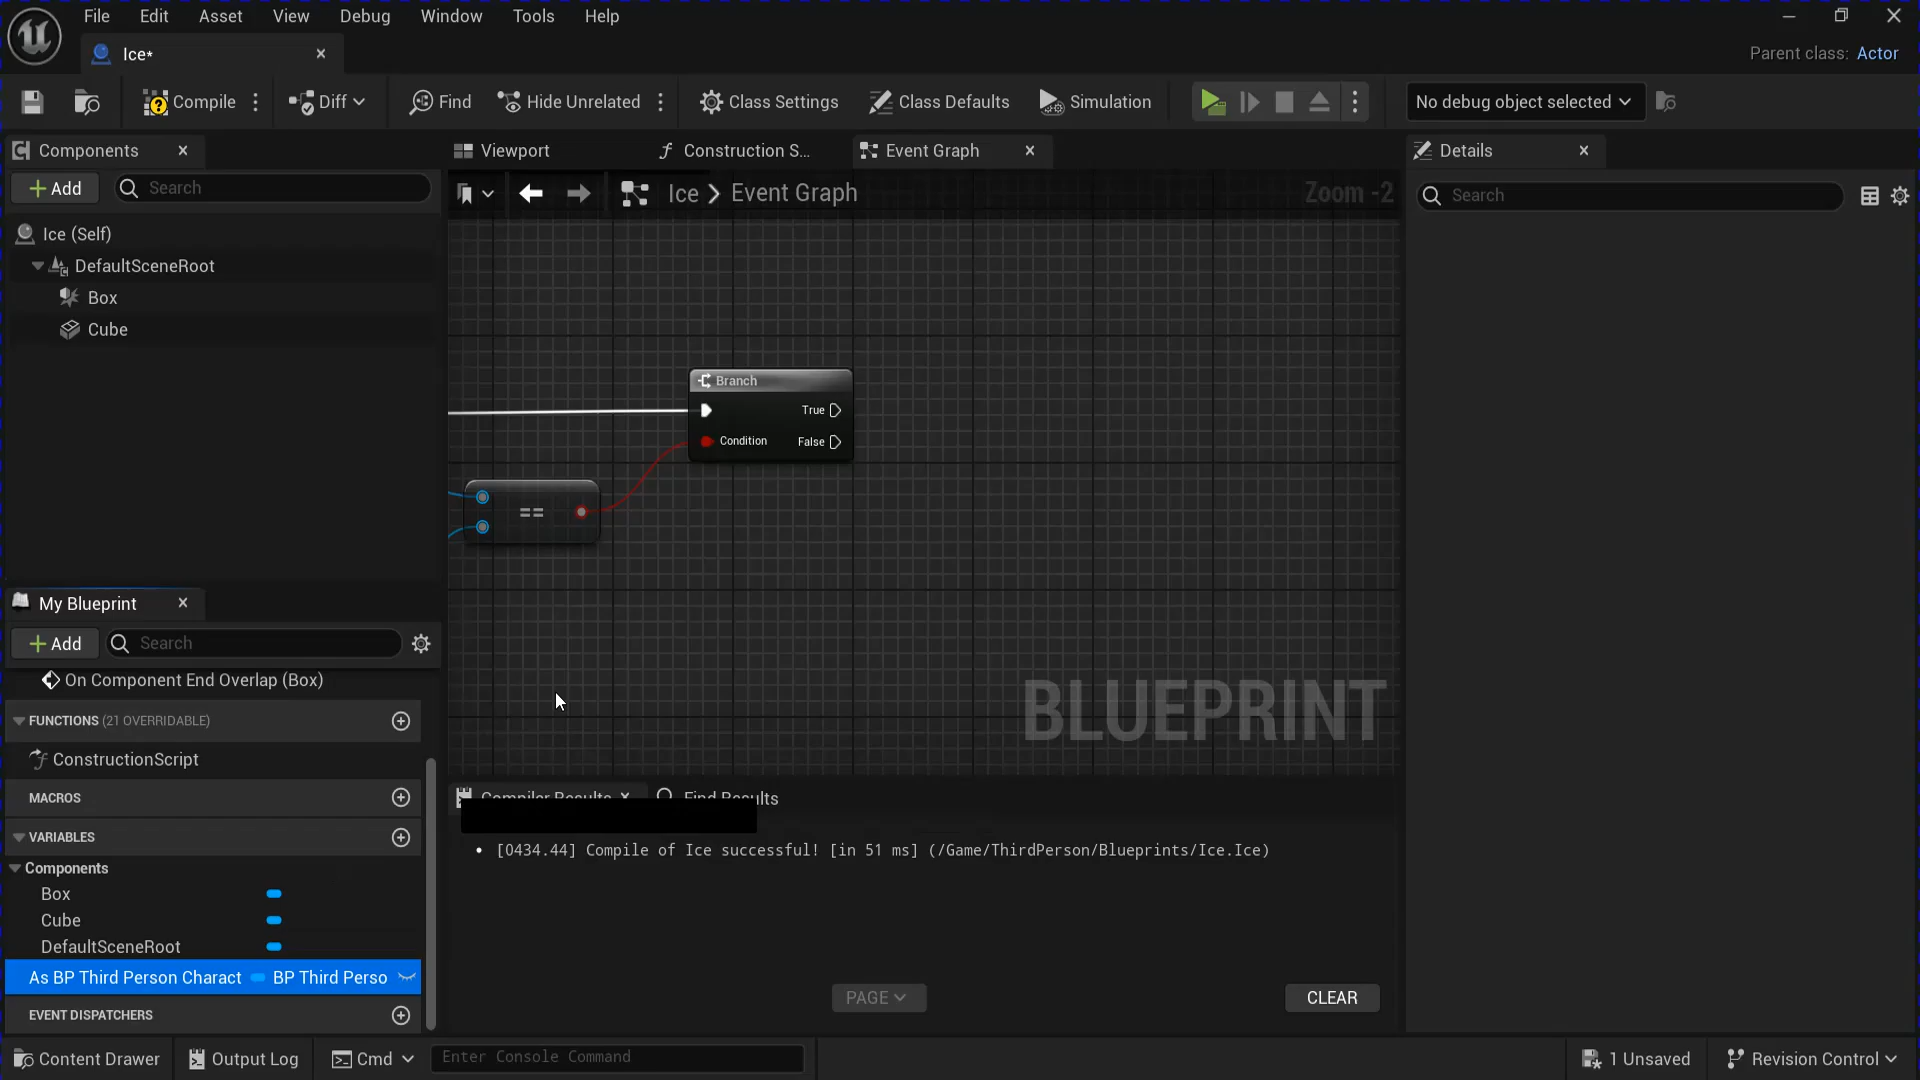 File Edit Asset View Debug Window Tools Help
Ice*
Parent class: Actor
Compile Diff Find Hide Unrelated Class Settings Class Defaults Simulation No debug object selected
Components Viewport Construction S... Event Graph Details
Add Search Ice > Event Graph Zoom -2 Search
Ice (Self)
DefaultSceneRoot
Box
Cube
Branch
True
Condition False
==
My Blueprint
Add Search
On Component End Overlap (Box)
FUNCTIONS (21 OVERRIDABLE)
BLUEPRINT
ConstructionScript
MACROS
Compiler Results Find Results
VARIABLES
[0434.44] Compile of Ice successful! [in 51 ms] (/Game/ThirdPerson/Blueprints/Ice.Ice)
Components
Box
Cube
DefaultSceneRoot
As BP Third Person Charact BP Third Perso
PAGE CLEAR
EVENT DISPATCHERS
Content Drawer Output Log Cmd Enter Console Command 1 Unsaved Revision Control